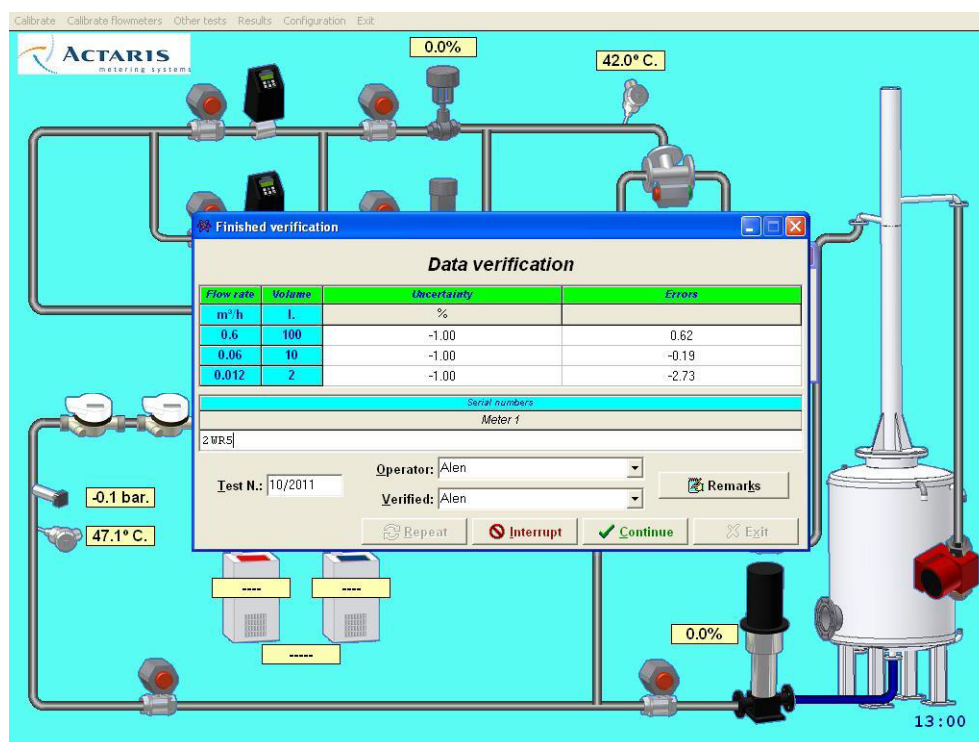 Calibrate Calibrate flowmeters Other tests Results Configuration Exit
ACTARIS
metering systems
0.0%
42.0° C.
Finished verification
Data verification
Flow rate Volume Uncertainty Errors
m³/h l. %
0.6 100 -1.00 0.62
0.06 10 -1.00 -0.19
0.012 2 -1.00 -2.73
Serial numbers
Meter 1
2WR5
Test N.: 10/2011
Operator: Alen
Verified: Alen
Remarks
Repeat Interrupt Continue Exit
-0.1 bar.
47.1° C.
---- ----
-----
0.0%
13:00